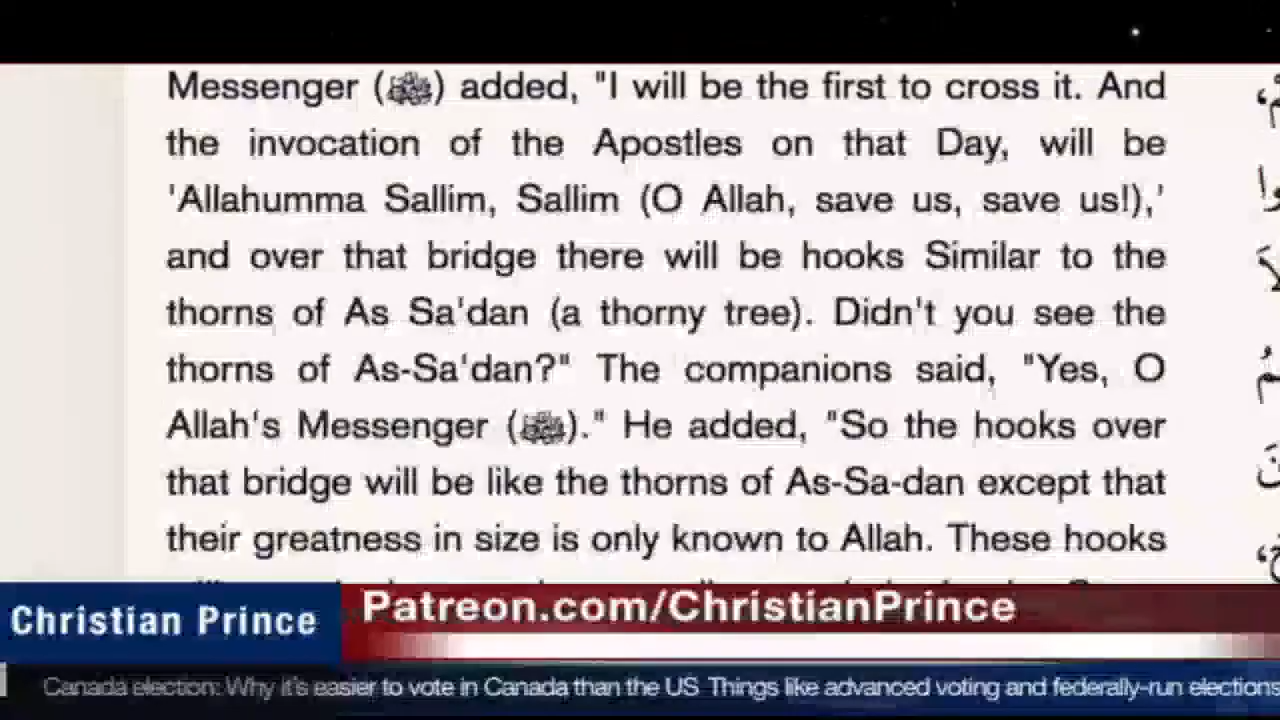 Messenger (ﷺ) added, "I will be the first to cross it. And
the invocation of the Apostles on that Day, will be
'Allahumma Sallim, Sallim (O Allah, save us, save us!),'
and over that bridge there will be hooks Similar to the
thorns of As Sa'dan (a thorny tree). Didn't you see the
thorns of As-Sa'dan?" The companions said, "Yes, O
Allah's Messenger (ﷺ)." He added, "So the hooks over
that bridge will be like the thorns of As-Sa-dan except that
their greatness in size is only known to Allah. These hooks
Christian Prince
Patreon.com/ChristianPrince
Canada election: Why it's easier to vote in Canada than the US Things like advanced voting and federally-run elections